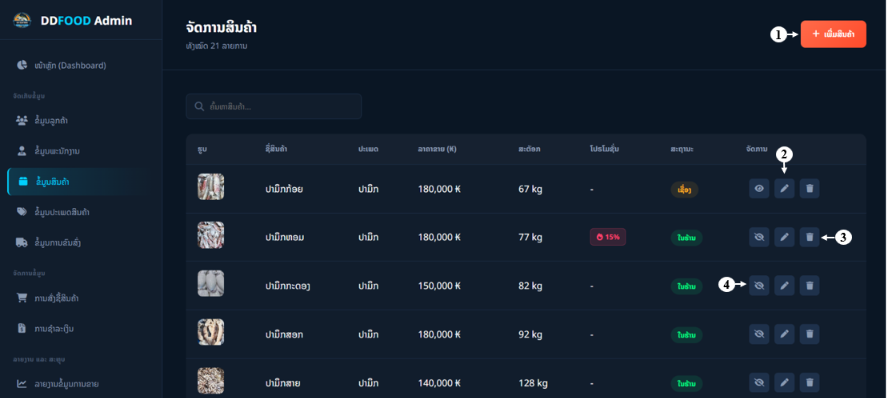 DDFOOD Admin
ຈັດການສິນຄ້າ
ທັງໝົດ 21 ລາຍການ
1
+ ເພີ່ມສິນຄ້າ
ໜ້າຫຼັກ (Dashboard)
ຈັດເກັບຂໍ້ມູນ
ຂໍ້ມູນລູກຄ້າ
ຂໍ້ມູນພະນັກງານ
ຂໍ້ມູນສິນຄ້າ
ຂໍ້ມູນປະເພດສິນຄ້າ
ຂໍ້ມູນການຂົນສົ່ງ
ຈັດການຂໍ້ມູນ
ການສັ່ງຊື້ສິນຄ້າ
ການຊຳລະເງິນ
ລາຍງານ ແລະ ສະຫຼຸບ
ລາຍງານຂໍ້ມູນການຂາຍ
ຄົ້ນຫາສິນຄ້າ...
ຮູບ ຊື່ສິນຄ້າ ປະເພດ ລາຄາຂາຍ (₭) ສະຕັອກ ໂປຣໂມຊັ່ນ ສະຖານະ ຈັດການ
2
ປາມຶກກ້ອຍ ປາມຶກ 180,000 ₭ 67 kg - ເຊື່ອງ
ປາມຶກຫອມ ປາມຶກ 180,000 ₭ 77 kg 15% ໃນຮ້ານ 3
ປາມຶກກະດອງ ປາມຶກ 150,000 ₭ 82 kg - ໃນຮ້ານ 4
ປາມຶກສອກ ປາມຶກ 180,000 ₭ 92 kg - ໃນຮ້ານ
ປາມຶກສາຍ ປາມຶກ 140,000 ₭ 128 kg - ໃນຮ້ານ